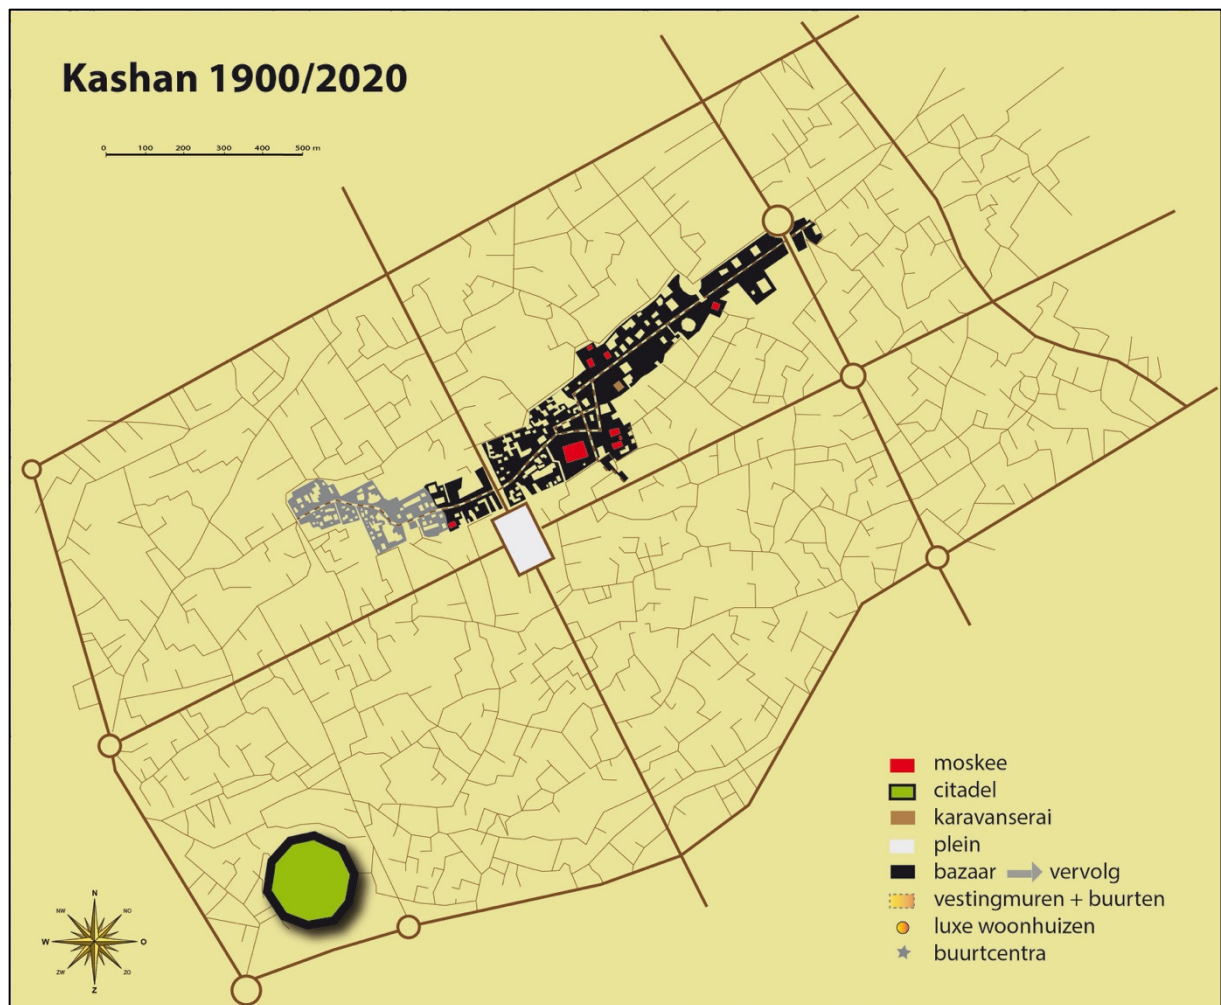 Kashan 1900/2020
0 100 200 300 400 500 m
moskee
citadel
karavanserai
plein
bazaar vervolg
vestingmuren + buurten
luxe woonhuizen
buurtcentra
N
NW NO
W O
ZW ZO
Z